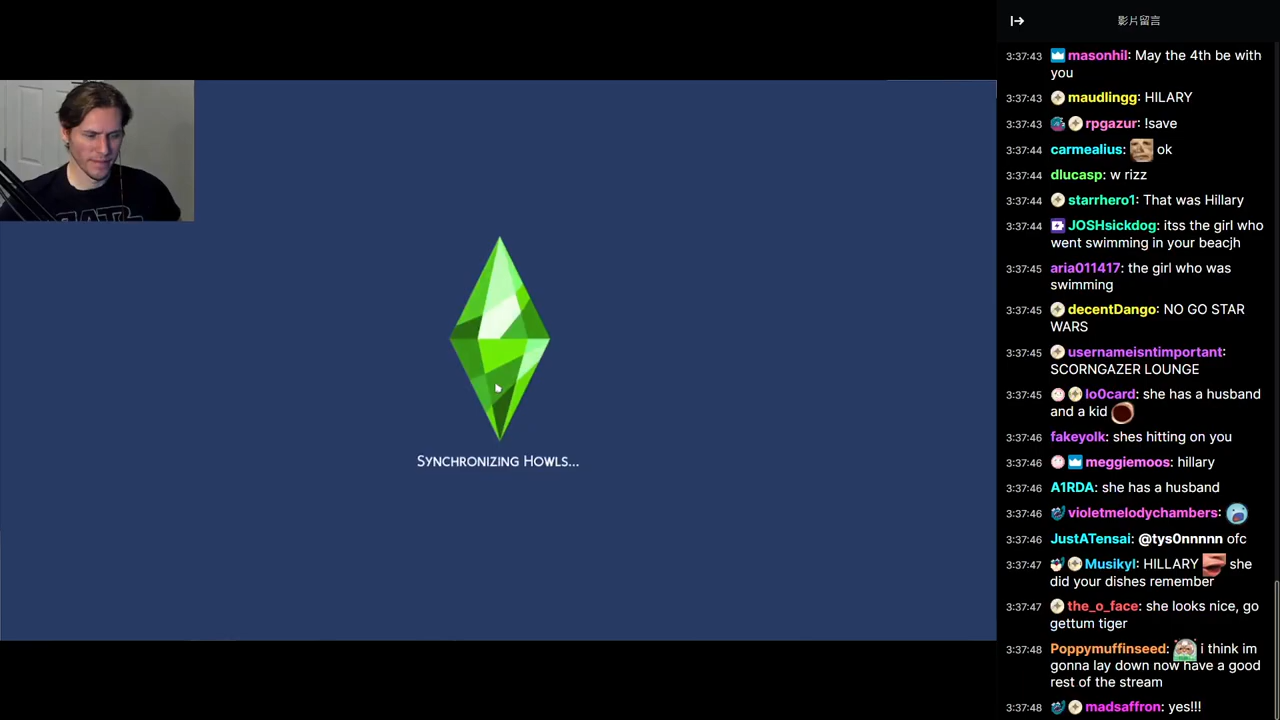 影片留言
3:37:43 masonhil: May the 4th be with
you
3:37:43 maudlingg: HILARY
3:37:43 rpgazur: !save
3:37:44 carmealius: ok
3:37:44 dlucasp: w rizz
3:37:44 starrhero1: That was Hillary
3:37:44 JOSHsickdog: itss the girl who
went swimming in your beacjh
3:37:45 aria011417: the girl who was
swimming
3:37:45 decentDango: NO GO STAR
WARS
3:37:45 usernameisntimportant:
SCORNGAZER LOUNGE
3:37:45 lo0card: she has a husband
and a kid
3:37:46 fakeyolk: shes hitting on you
3:37:46 meggiemoos: hillary
3:37:46 A1RDA: she has a husband
3:37:46 violetmelodychambers:
3:37:46 JustATensai: @tys0nnnnn ofc
3:37:47 Musikyl: HILLARY she
did your dishes remember
3:37:47 the_o_face: she looks nice, go
gettum tiger
3:37:48 Poppymuffinseed: i think im
gonna lay down now have a good
rest of the stream
3:37:48 madsaffron: yes!!!
Synchronizing Howls...